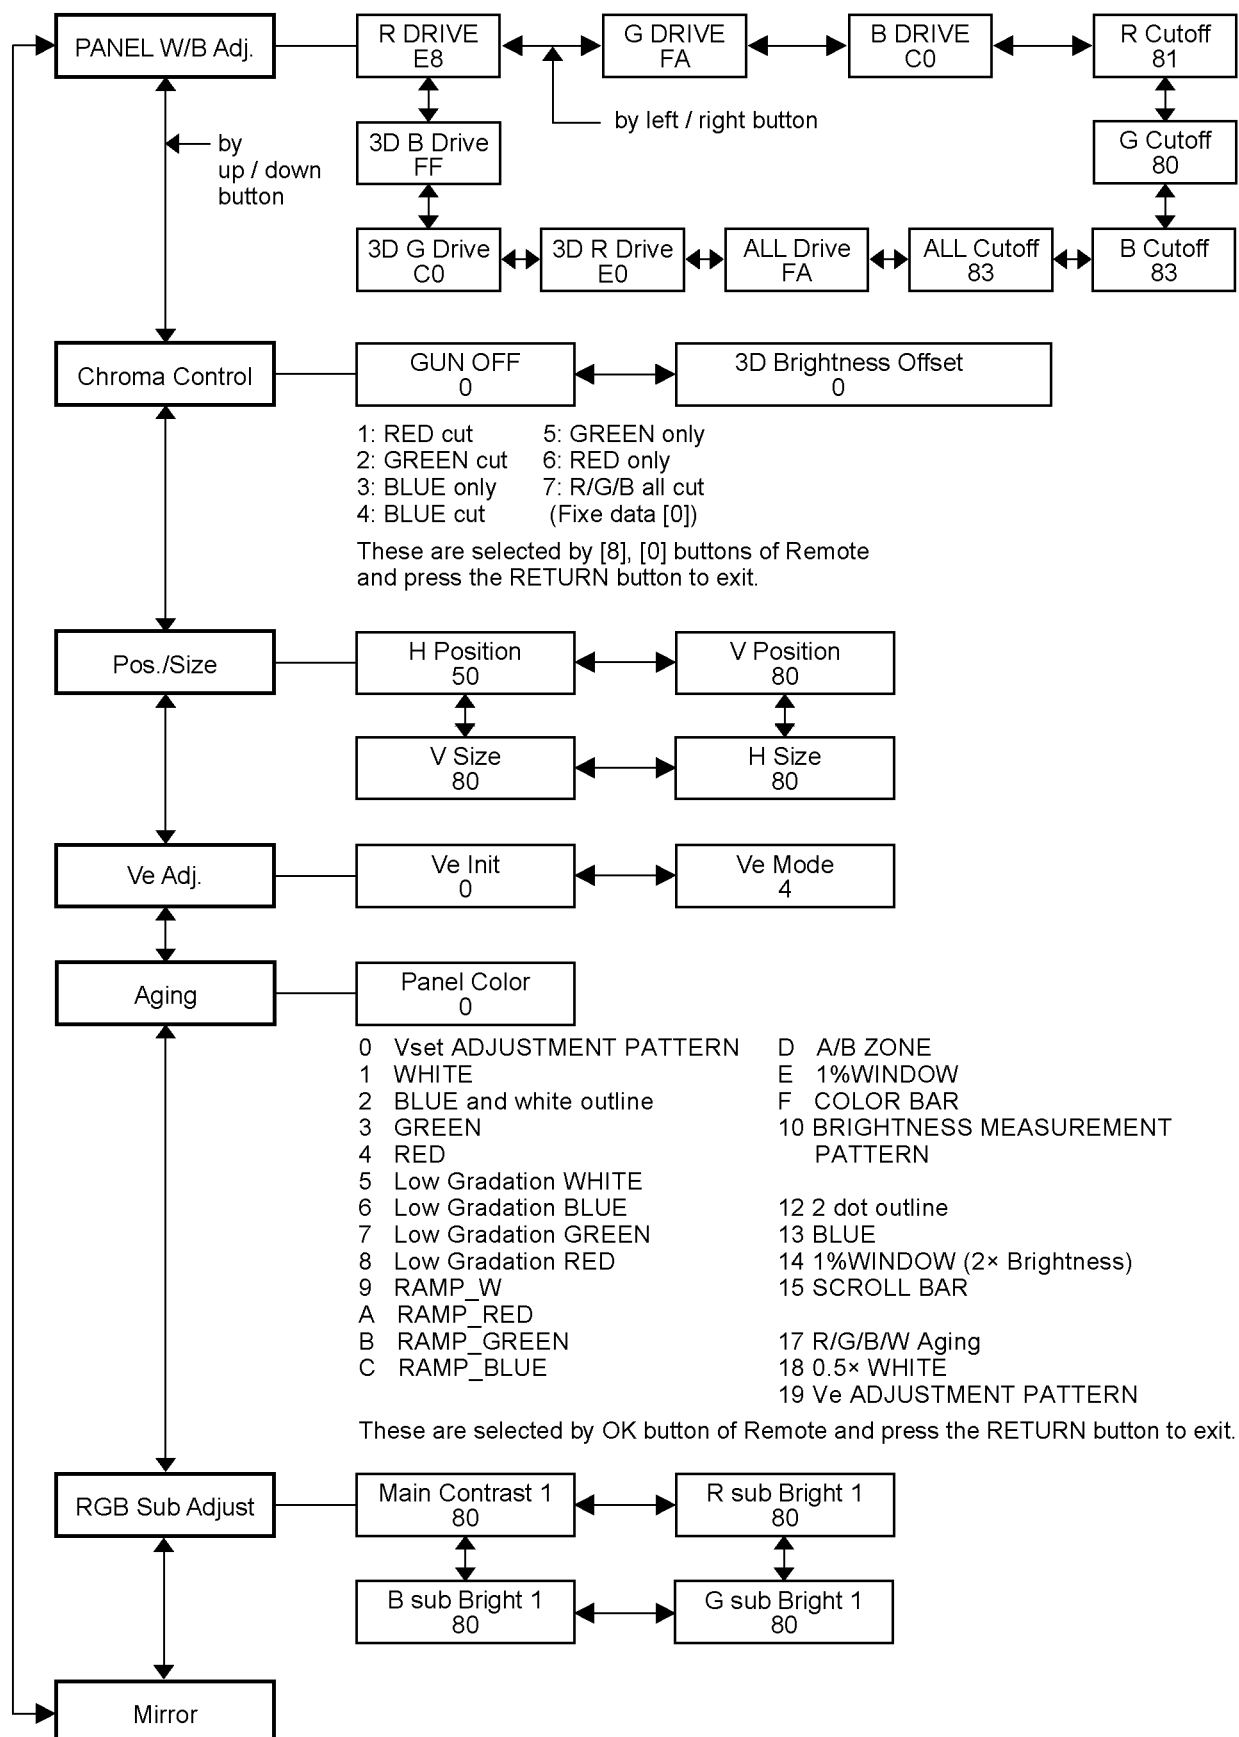 PANEL W/B Adj.
R DRIVE
E8
G DRIVE
FA
B DRIVE
C0
R Cutoff
81
by left / right button
by
up / down
button
3D B Drive
FF
G Cutoff
80
3D G Drive
C0
3D R Drive
E0
ALL Drive
FA
ALL Cutoff
83
B Cutoff
83
Chroma Control
GUN OFF
0
3D Brightness Offset
0
1: RED cut
2: GREEN cut
3: BLUE only
4: BLUE cut
5: GREEN only
6: RED only
7: R/G/B all cut
(Fixe data [0])
These are selected by [8], [0] buttons of Remote
and press the RETURN button to exit.
Pos./Size
H Position
50
V Position
80
V Size
80
H Size
80
Ve Adj.
Ve Init
0
Ve Mode
4
Aging
Panel Color
0
0 Vset ADJUSTMENT PATTERN
1 WHITE
2 BLUE and white outline
3 GREEN
4 RED
5 Low Gradation WHITE
6 Low Gradation BLUE
7 Low Gradation GREEN
8 Low Gradation RED
9 RAMP_W
A RAMP_RED
B RAMP_GREEN
C RAMP_BLUE
D A/B ZONE
E 1%WINDOW
F COLOR BAR
10 BRIGHTNESS MEASUREMENT
PATTERN
12 2 dot outline
13 BLUE
14 1%WINDOW (2× Brightness)
15 SCROLL BAR
17 R/G/B/W Aging
18 0.5× WHITE
19 Ve ADJUSTMENT PATTERN
These are selected by OK button of Remote and press the RETURN button to exit.
RGB Sub Adjust
Main Contrast 1
80
R sub Bright 1
80
B sub Bright 1
80
G sub Bright 1
80
Mirror